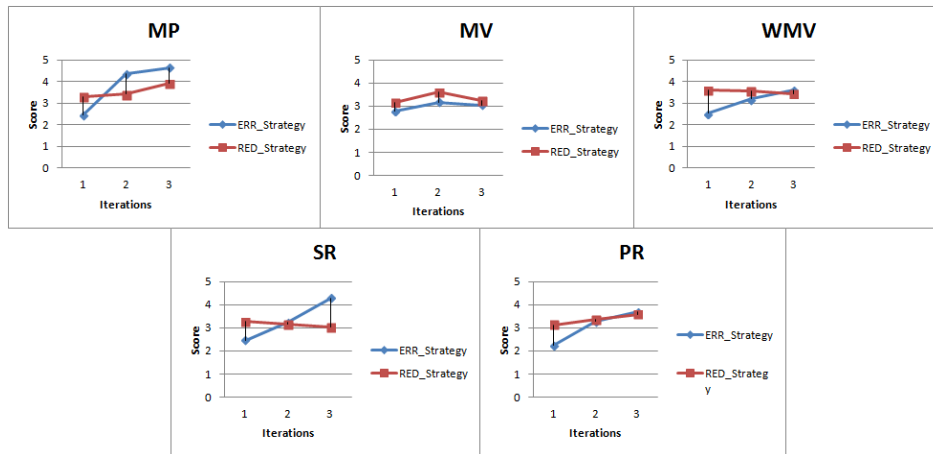 MP
5
4
3
2
1
0
Score
1 2 3
Iterations
ERR_Strategy
RED_Strategy
MV
5
4
3
2
1
0
Score
1 2 3
Iterations
ERR_Strategy
RED_Strategy
WMV
5
4
3
2
1
0
Score
1 2 3
Iterations
ERR_Strategy
RED_Strategy
SR
5
4
3
2
1
0
Score
1 2 3
Iterations
ERR_Strategy
RED_Strategy
PR
5
4
3
2
1
0
Score
1 2 3
Iterations
ERR_Strategy
RED_Strateg
y